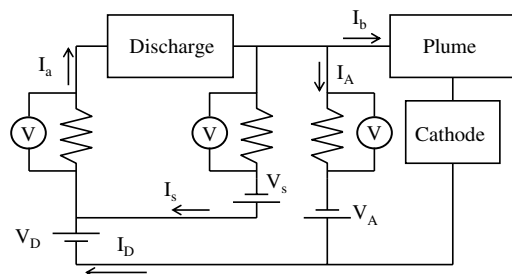 I_b
Discharge
Plume
I_a
I_A
V
V
V
Cathode
I_s
V_s
V_A
V_D
I_D